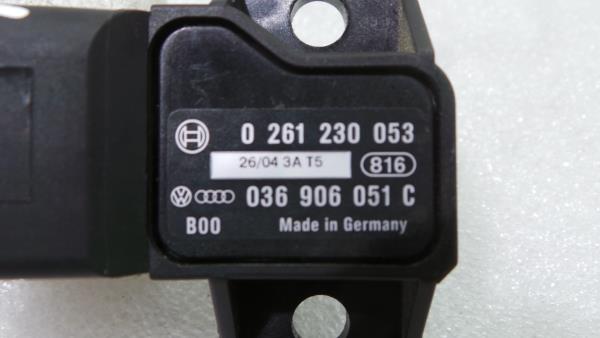 0 261 230 053
26/04 3A T5 816
036 906 051 C
B00 Made in Germany